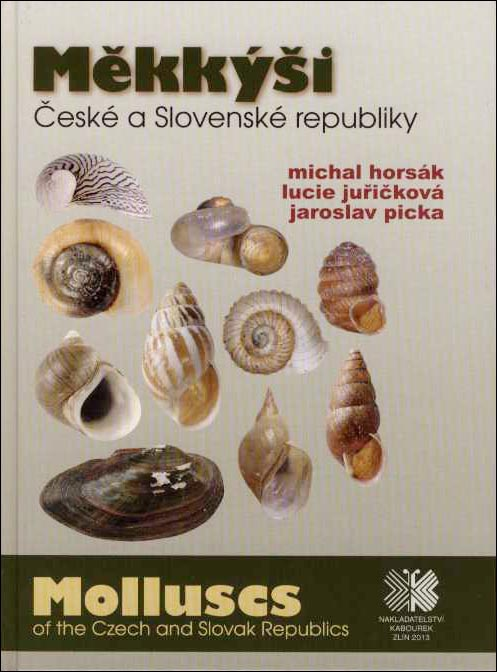 Měkkýši
České a Slovenské republiky
michal horsák
lucie juřičková
jaroslav picka
Molluscs
of the Czech and Slovak Republics
NAKLADATELSTVÍ
KABOUREK
ZLÍN 2013